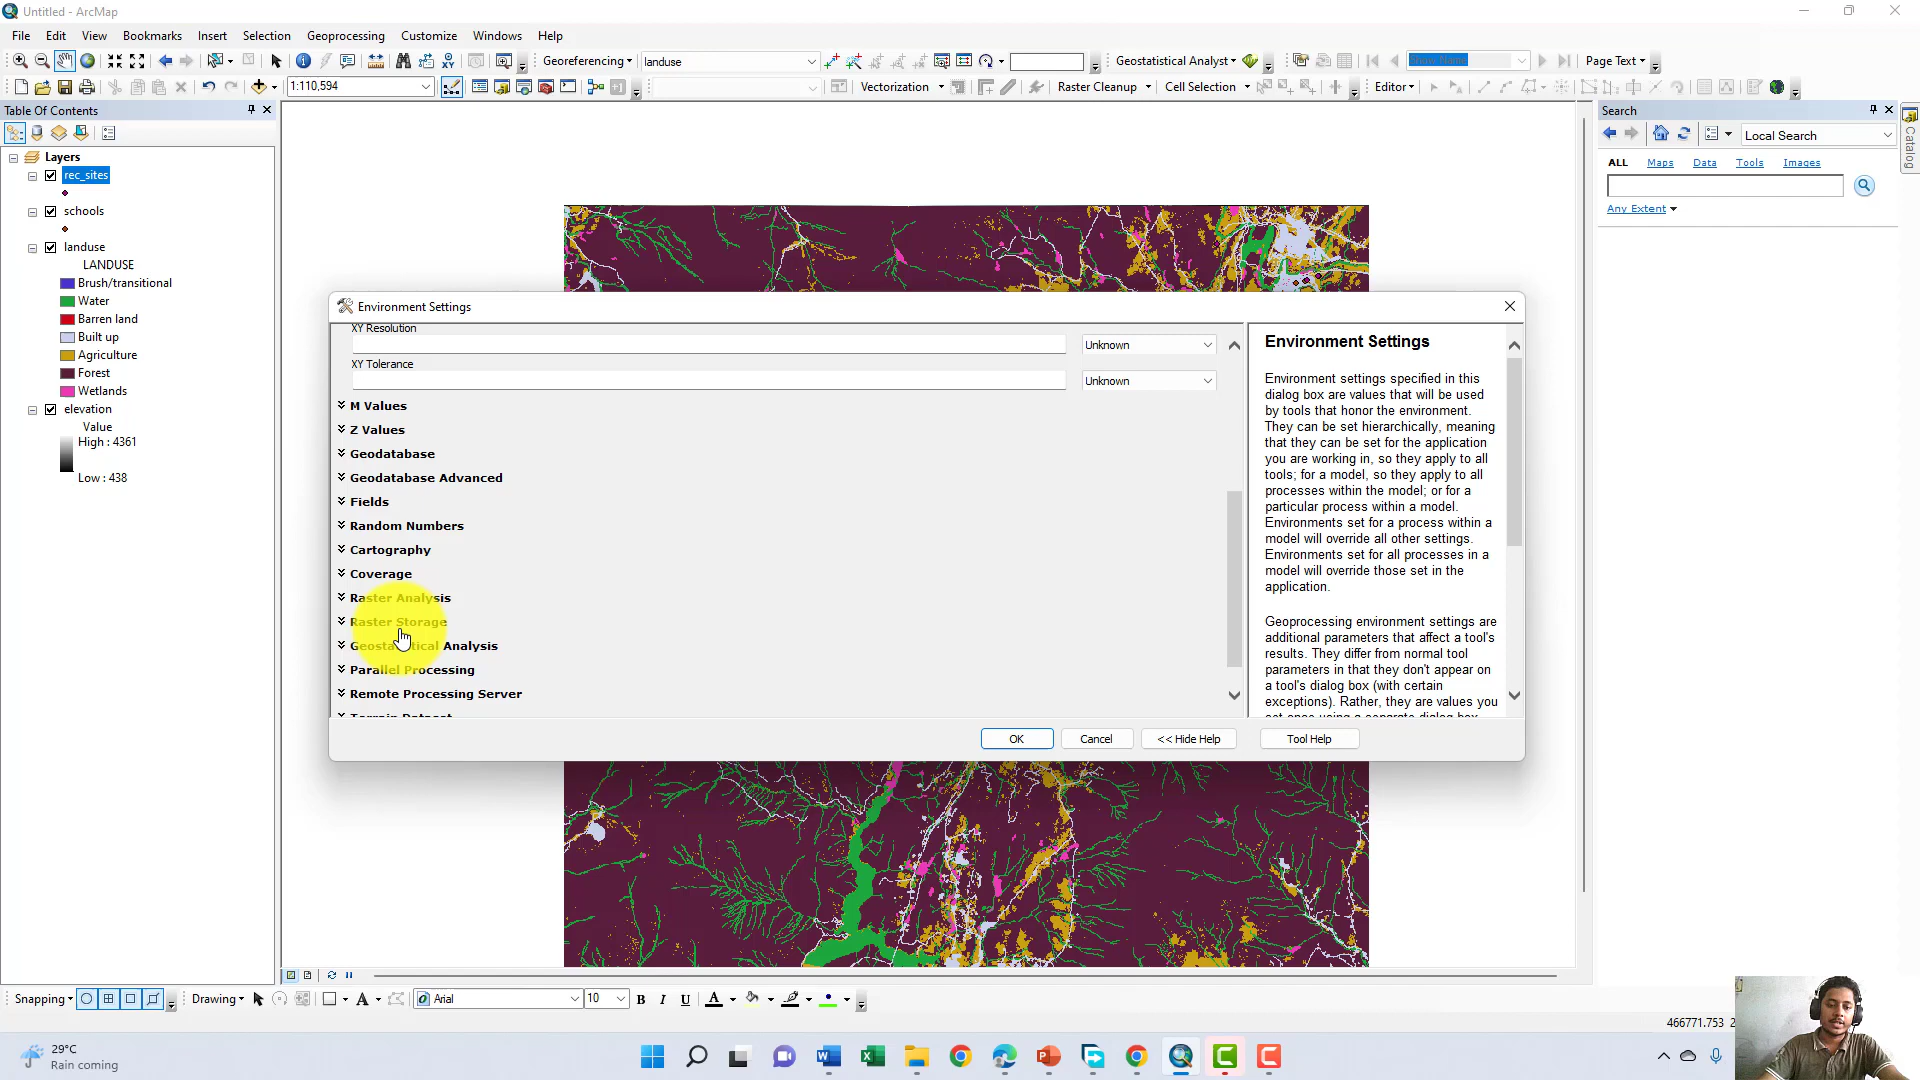 Untitled - ArcMap
File Edit View Bookmarks Insert Selection Geoprocessing Customize Windows Help
Georeferencing landuse Geostatistical Analyst Page Text
1:110,594 Vectorization Raster Cleanup Cell Selection Editor
Table Of Contents
Layers
rec_sites
schools
landuse
LANDUSE
Brush/transitional
Water
Barren land
Built up
Agriculture
Forest
Wetlands
elevation
Value
High : 4361
Low : 438
Environment Settings
XY Resolution
Unknown
XY Tolerance
Unknown
M Values
Z Values
Geodatabase
Geodatabase Advanced
Fields
Random Numbers
Cartography
Coverage
Raster Analysis
Raster Storage
Geostatistical Analysis
Parallel Processing
Remote Processing Server
Terrain Dataset
Environment Settings
Environment settings specified in this
dialog box are values that will be used
by tools that honor the environment.
They can be set hierarchically, meaning
that they can be set for the application
you are working in, so they apply to all
tools; for a model, so they apply to all
processes within the model; or for a
particular process within a model.
Environments set for a process within a
model will override all other settings.
Environments set for all processes in a
model will override those set in the
application.
Geoprocessing environment settings are
additional parameters that affect a tool's
results. They differ from normal tool
parameters in that they don't appear on
a tool's dialog box (with certain
exceptions). Rather, they are values you
set once using a separate dialog box
OK Cancel << Hide Help Tool Help
Search
Local Search
ALL Maps Data Tools Images
Any Extent
Catalog
Snapping Drawing Arial 10 B I U A
466771.753
29°C
Rain coming